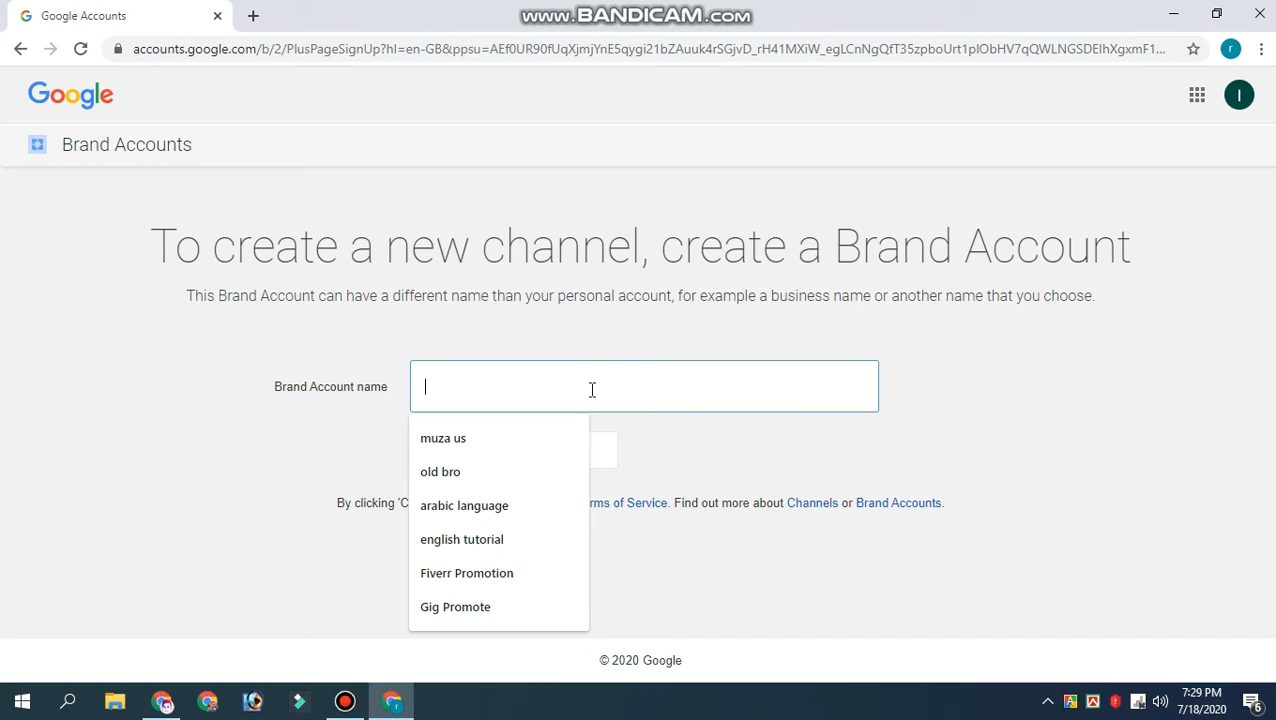 Google Accounts
www.BANDICAM.com
accounts.google.com/b/2/PlusPageSignUp?hl=en-GB&ppsu=
r
Google
I
Brand Accounts
To create a new channel, create a Brand Account
This Brand Account can have a different name than your personal account, for example a business name or another name that you choose.
Brand Account name
muza us
By clicking 'C
rms of Service. Find out more about Channels or Brand Accounts.
old bro
arabic language
english tutorial
Fiverr Promotion
Gig Promote
© 2020 Google
7:29 PM
7/18/2020
6